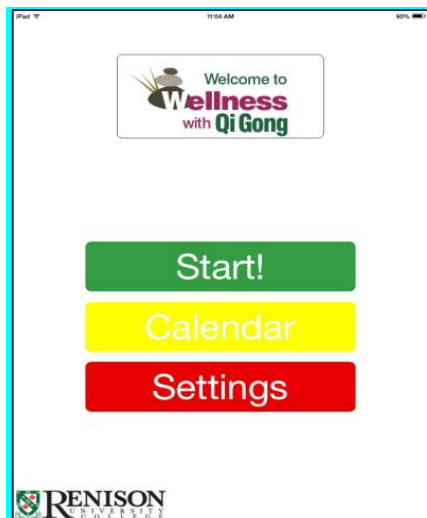 iPad 11:04 AM 90%
Welcome to
Wellness
with Qi Gong
Start!
Calendar
Settings
RENISON
UNIVERSITY
COLLEGE